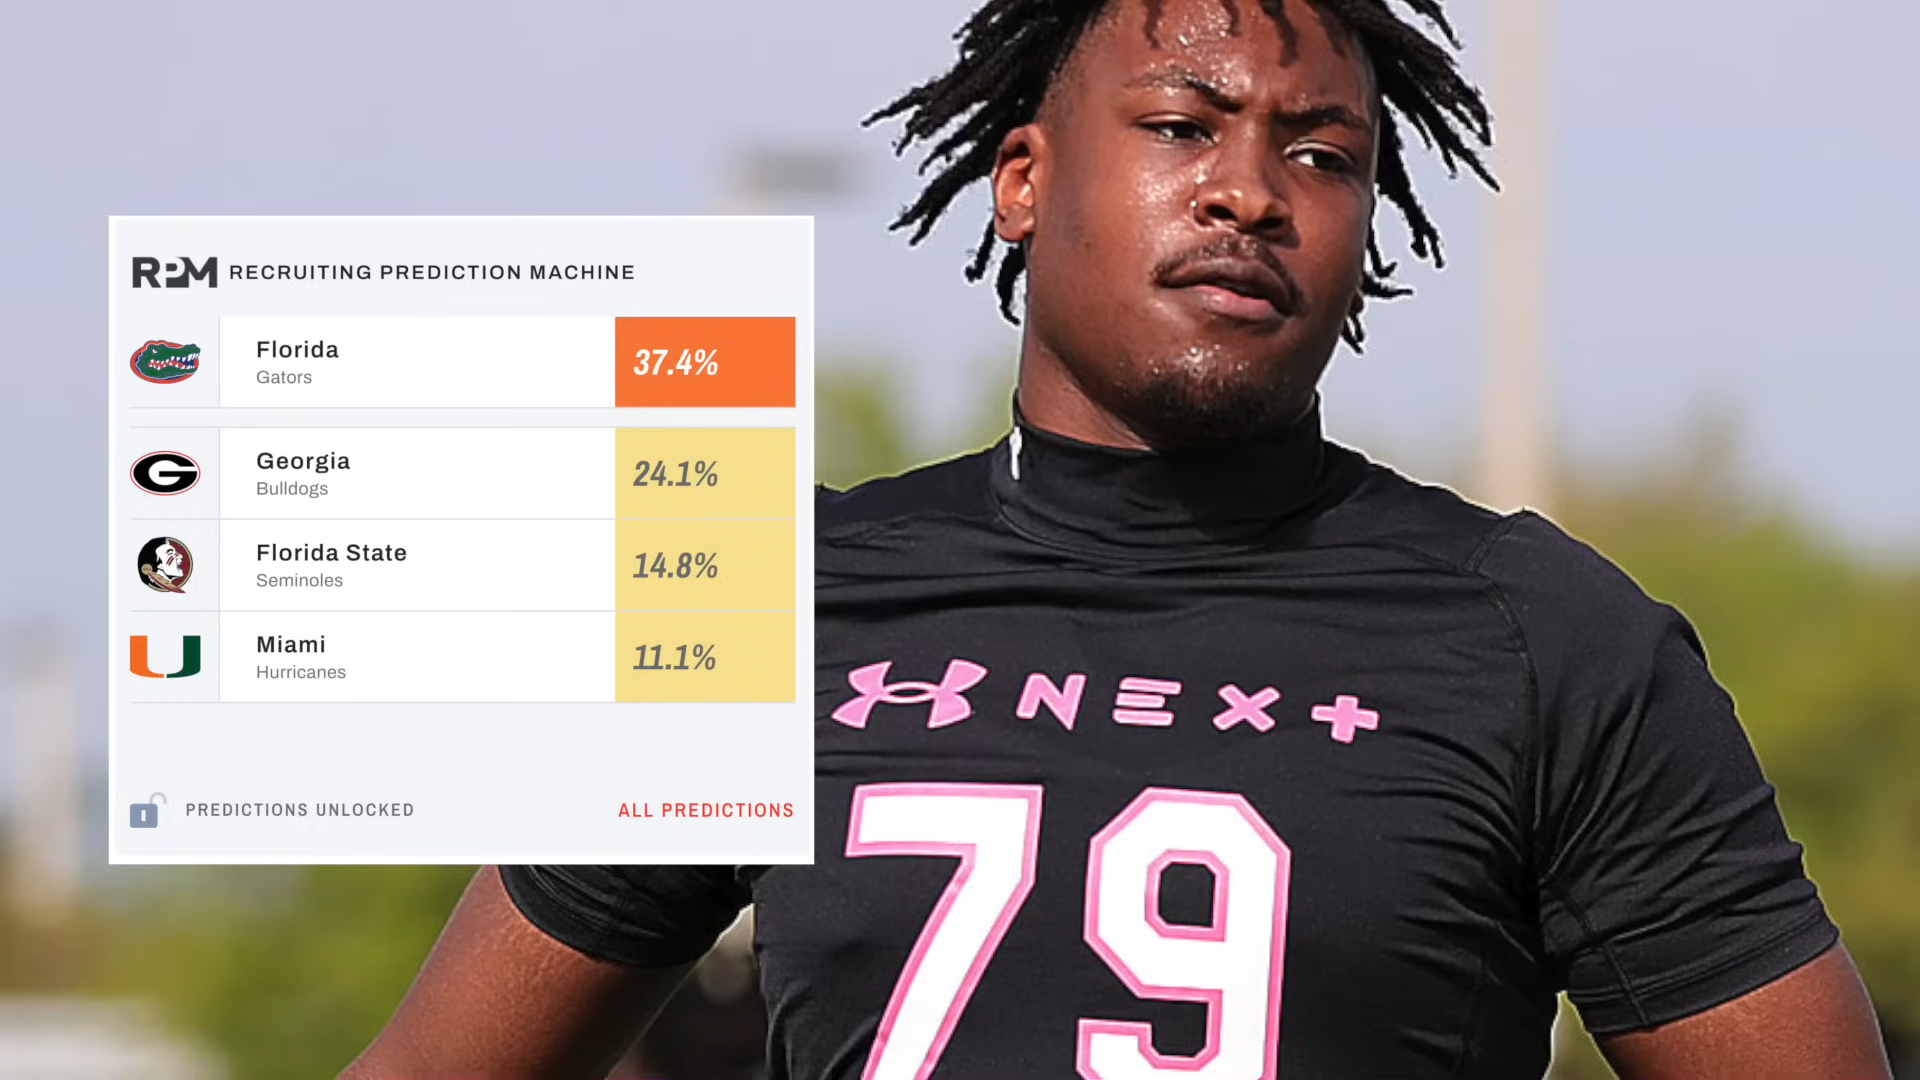 RPM RECRUITING PREDICTION MACHINE
Florida
Gators
37.4%
G
Georgia
Bulldogs
24.1%
Florida State
Seminoles
14.8%
Miami
Hurricanes
11.1%
PREDICTIONS UNLOCKED
ALL PREDICTIONS
NEXT
79